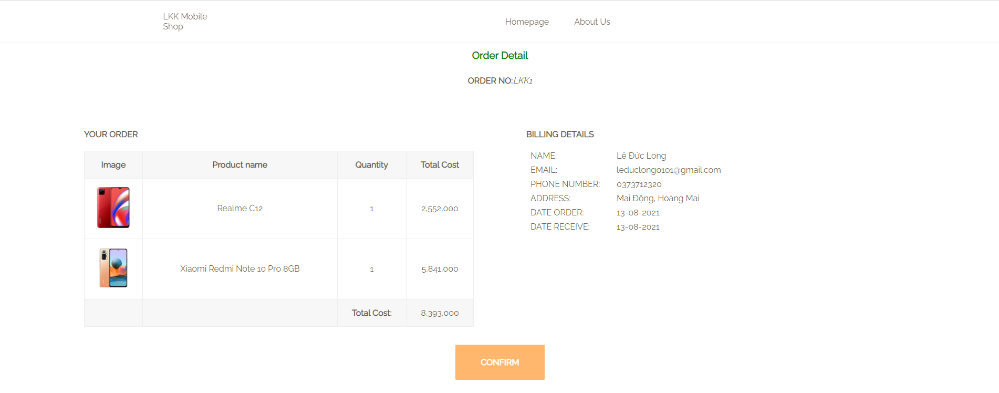 LKK Mobile
Shop
Homepage About Us
Order Detail
ORDER NO:LKK1
YOUR ORDER
Image Product name Quantity Total Cost
Realme C12 1 2,552,000
Xiaomi Redmi Note 10 Pro 8GB 1 5,841,000
Total Cost: 8,393,000
BILLING DETAILS
NAME: Lê Đức Long
EMAIL: leduclong0101@gmail.com
PHONE NUMBER: 0373712320
ADDRESS: Mai Động, Hoàng Mai
DATE ORDER: 13-08-2021
DATE RECEIVE: 13-08-2021
CONFIRM